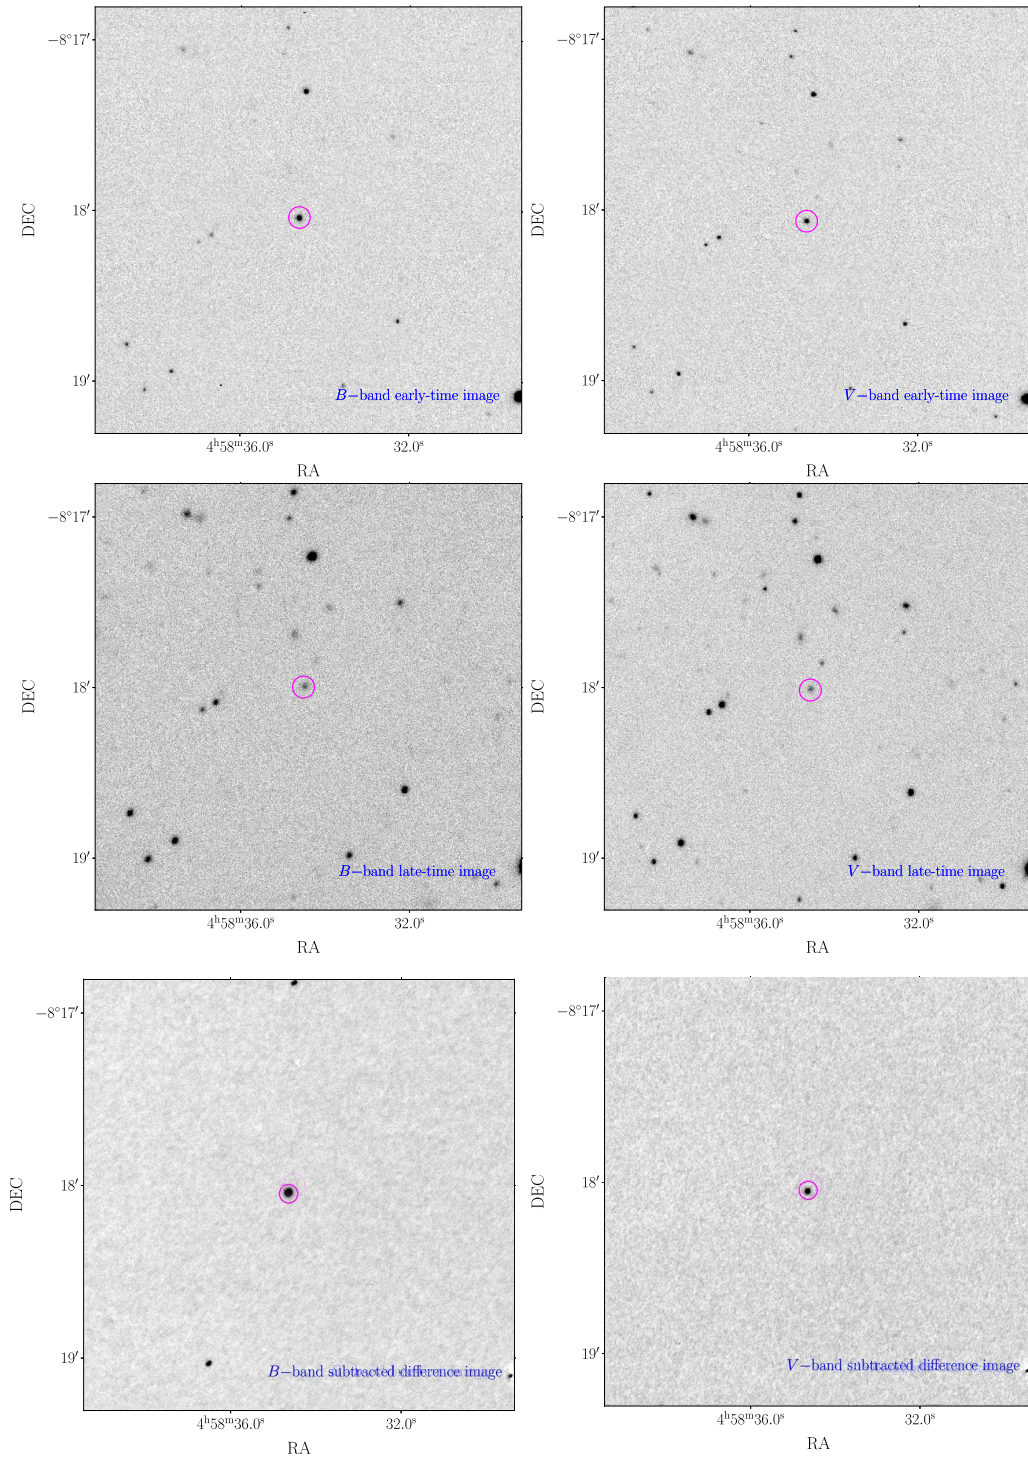 −8°17′
18′
19′
DEC
B−band early-time image
4ʰ58ᵐ36.0ˢ
32.0ˢ
RA
−8°17′
18′
19′
DEC
V−band early-time image
4ʰ58ᵐ36.0ˢ
32.0ˢ
RA
−8°17′
18′
19′
DEC
B−band late-time image
4ʰ58ᵐ36.0ˢ
32.0ˢ
RA
−8°17′
18′
19′
DEC
V−band late-time image
4ʰ58ᵐ36.0ˢ
32.0ˢ
RA
−8°17′
18′
19′
DEC
B−band subtracted difference image
4ʰ58ᵐ36.0ˢ
32.0ˢ
RA
−8°17′
18′
19′
DEC
V−band subtracted difference image
4ʰ58ᵐ36.0ˢ
32.0ˢ
RA